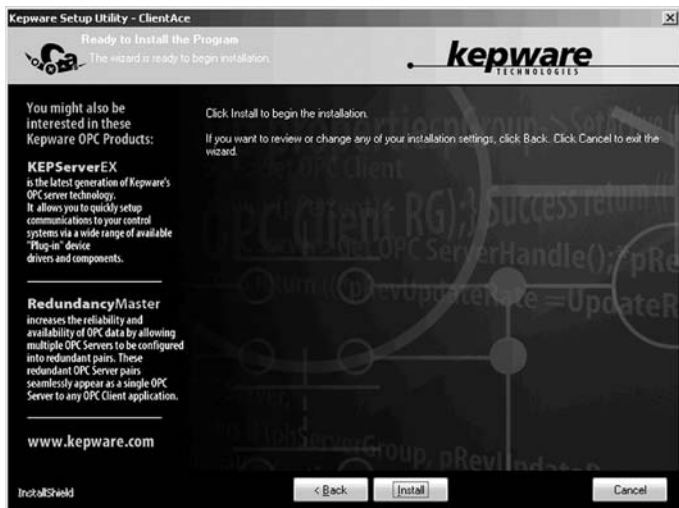 Kepware Setup Utility - ClientAce
Ready to Install the Program
The wizard is ready to begin installation.
kepware
TECHNOLOGIES
You might also be
interested in these
Kepware OPC Products:
KEPServerEX
is the latest generation of Kepware's
OPC server technology.
It allows you to quickly setup
communications to your control
systems via a wide range of available
"Plug-in" device
drivers and components.
RedundancyMaster
increases the reliability and
availability of OPC data by allowing
multiple OPC Servers to be configured
into redundant pairs. These
redundant OPC Server pairs
seamlessly appear as a single OPC
Server to any OPC Client application.
www.kepware.com
Click Install to begin the installation.
If you want to review or change any of your installation settings, click Back. Click Cancel to exit the
wizard.
InstallShield
< Back
Install
Cancel